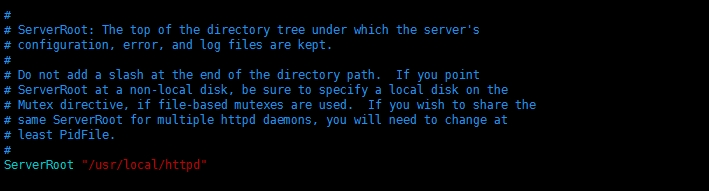 #
# ServerRoot: The top of the directory tree under which the server's
# configuration, error, and log files are kept.
#
# Do not add a slash at the end of the directory path.  If you point
# ServerRoot at a non-local disk, be sure to specify a local disk on the
# Mutex directive, if file-based mutexes are used.  If you wish to share the
# same ServerRoot for multiple httpd daemons, you will need to change at
# least PidFile.
#
ServerRoot "/usr/local/httpd"